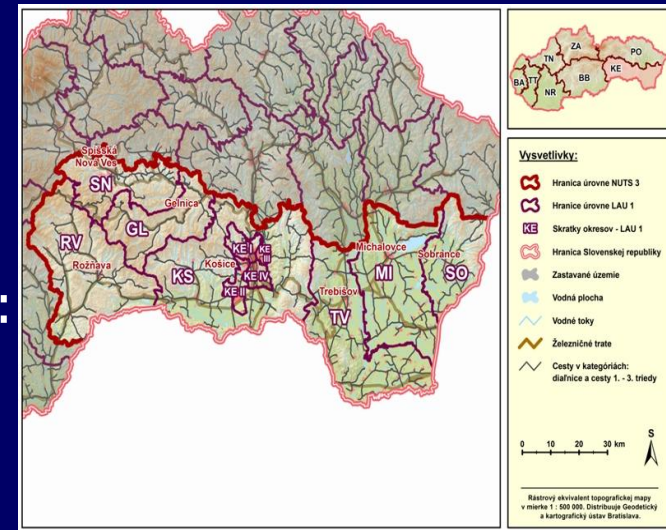 :
Spišská
Nová Ves
SN
Gelnica
GL
RV
Rožňava
KS
Košice
KE I
KE
III
KE IV
KE II
Michalovce
MI
Sobrance
SO
Trebišov
TV
ZA
PO
TN
KE
BA
TT
BB
NR
Vysvetlivky:
Hranica úrovne NUTS 3
Hranica úrovne LAU 1
KE Skratky okresov - LAU 1
Hranica Slovenskej republiky
Zastavané územie
Vodná plocha
Vodné toky
Železničné trate
Cesty v kategóriách:
diaľnice a cesty 1. - 3. triedy
S
0 10 20 30 km
Rástrový ekvivalent topografickej mapy
v mierke 1 : 500 000. Distribuuje Geodetický
a kartografický ústav Bratislava.